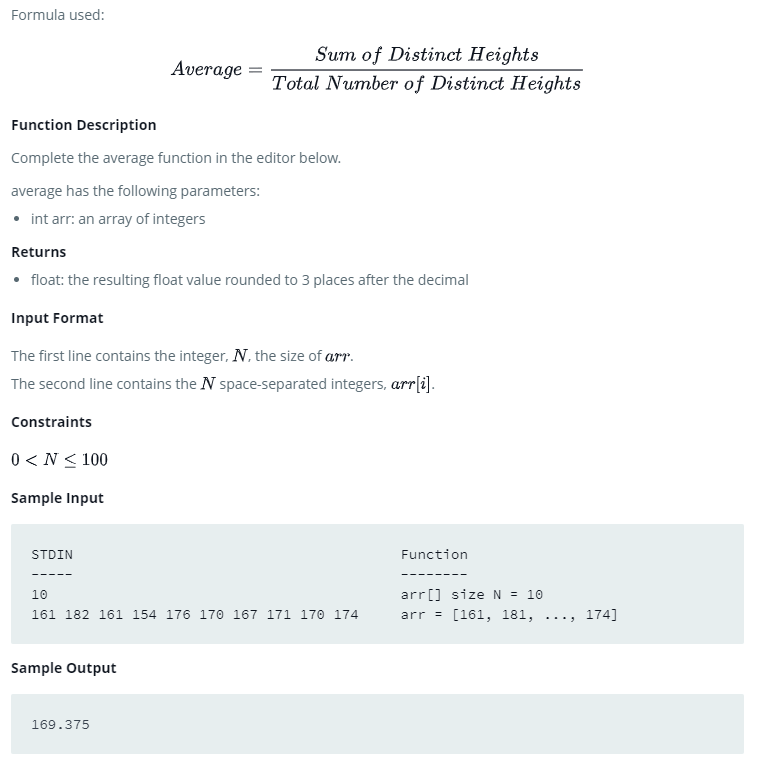 Formula used:
Average = Sum of Distinct Heights / Total Number of Distinct Heights
Function Description
Complete the average function in the editor below.
average has the following parameters:
• int arr: an array of integers
Returns
• float: the resulting float value rounded to 3 places after the decimal
Input Format
The first line contains the integer, N, the size of arr.
The second line contains the N space-separated integers, arr[i].
Constraints
0 < N ≤ 100
Sample Input
STDIN Function
----- --------
10 arr[] size N = 10
161 182 161 154 176 170 167 171 170 174 arr = [161, 181, ..., 174]
Sample Output
169.375